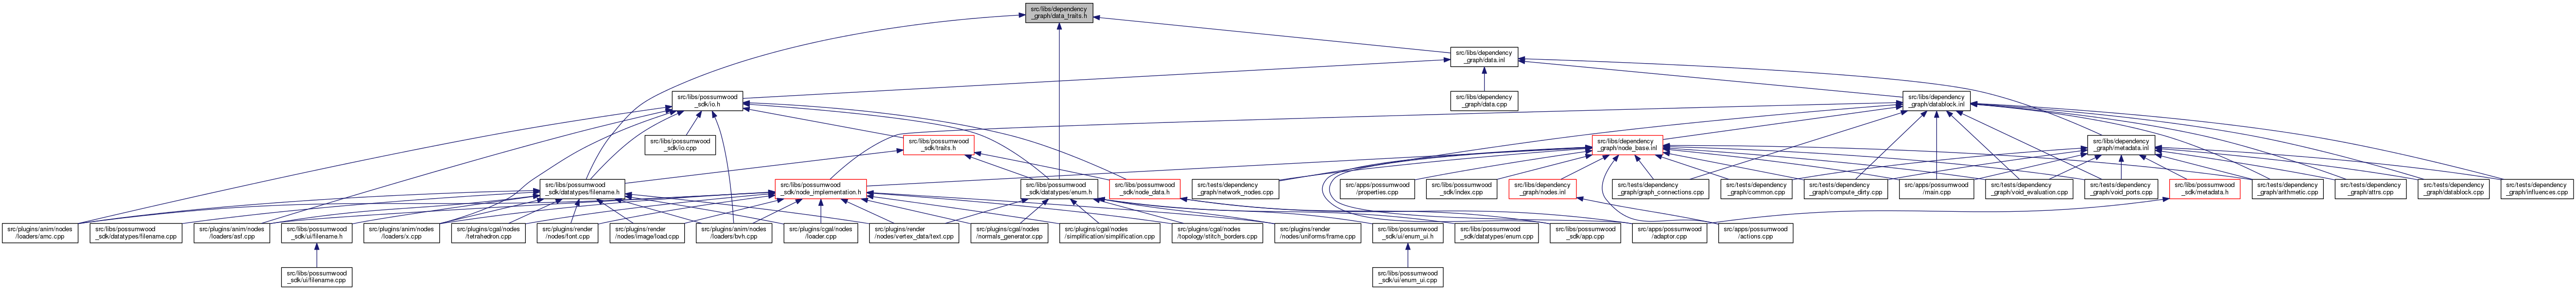 src/libs/dependency
_graph/data_traits.h
src/libs/dependency
_graph/data.inl
src/libs/possumwood
_sdk/io.h
src/libs/dependency
_graph/data.cpp
src/libs/dependency
_graph/datablock.inl
src/libs/possumwood
_sdk/io.cpp
src/libs/possumwood
_sdk/traits.h
src/libs/dependency
_graph/node_base.inl
src/libs/dependency
_graph/metadata.inl
src/libs/possumwood
_sdk/datatypes/filename.h
src/libs/possumwood
_sdk/node_implementation.h
src/libs/possumwood
_sdk/datatypes/enum.h
src/libs/possumwood
_sdk/node_data.h
src/tests/dependency
_graph/network_nodes.cpp
src/apps/possumwood
/properties.cpp
src/libs/possumwood
_sdk/index.cpp
src/libs/dependency
_graph/nodes.inl
src/tests/dependency
_graph/graph_connections.cpp
src/tests/dependency
_graph/common.cpp
src/tests/dependency
_graph/compute_dirty.cpp
src/apps/possumwood
/main.cpp
src/tests/dependency
_graph/void_evaluation.cpp
src/tests/dependency
_graph/void_ports.cpp
src/libs/possumwood
_sdk/metadata.h
src/tests/dependency
_graph/arithmetic.cpp
src/tests/dependency
_graph/attrs.cpp
src/tests/dependency
_graph/datablock.cpp
src/tests/dependency
_graph/influences.cpp
src/plugins/anim/nodes
/loaders/amc.cpp
src/libs/possumwood
_sdk/datatypes/filename.cpp
src/plugins/anim/nodes
/loaders/asf.cpp
src/libs/possumwood
_sdk/ui/filename.h
src/plugins/anim/nodes
/loaders/x.cpp
src/plugins/cgal/nodes
/tetrahedron.cpp
src/plugins/render
/nodes/font.cpp
src/plugins/render
/nodes/image/load.cpp
src/plugins/anim/nodes
/loaders/bvh.cpp
src/plugins/cgal/nodes
/loader.cpp
src/plugins/render
/nodes/vertex_data/text.cpp
src/plugins/cgal/nodes
/normals_generator.cpp
src/plugins/cgal/nodes
/simplification/simplification.cpp
src/plugins/cgal/nodes
/topology/stitch_borders.cpp
src/plugins/render
/nodes/uniforms/frame.cpp
src/libs/possumwood
_sdk/ui/enum_ui.h
src/libs/possumwood
_sdk/datatypes/enum.cpp
src/libs/possumwood
_sdk/app.cpp
src/apps/possumwood
/adaptor.cpp
src/apps/possumwood
/actions.cpp
src/libs/possumwood
_sdk/ui/filename.cpp
src/libs/possumwood
_sdk/ui/enum_ui.cpp